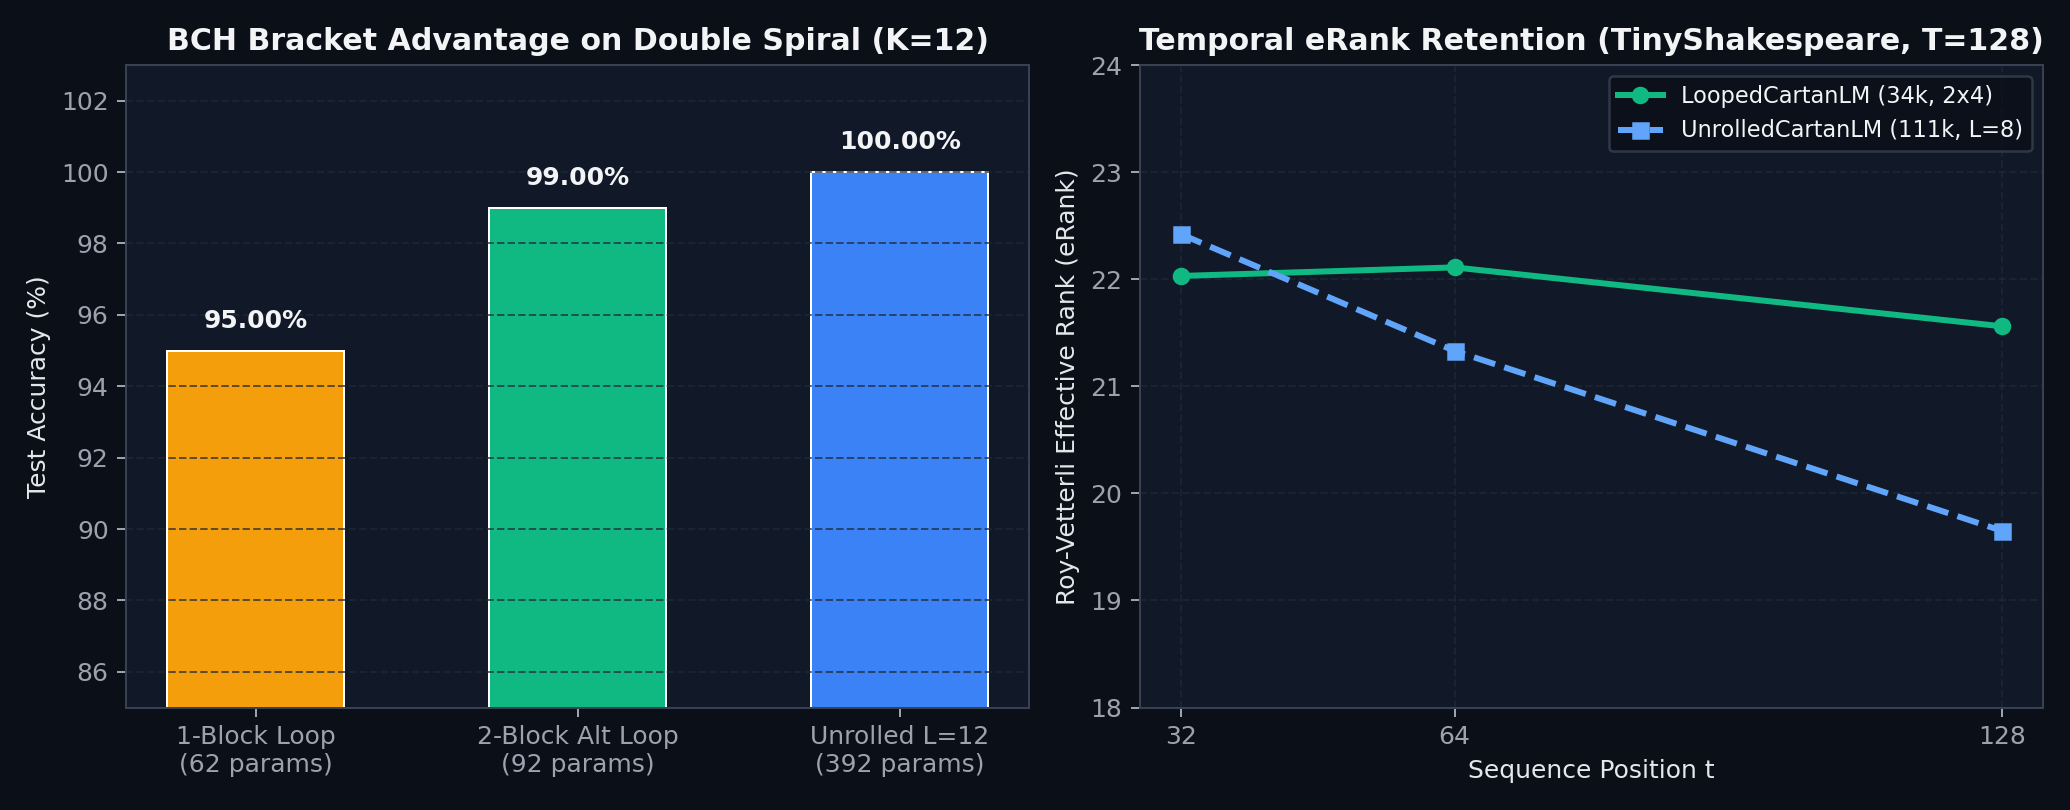 BCH Bracket Advantage on Double Spiral (K=12)
Test Accuracy (%)
102
100
98
96
94
92
90
88
86
95.00%
99.00%
100.00%
1-Block Loop
(62 params)
2-Block Alt Loop
(92 params)
Unrolled L=12
(392 params)
Temporal eRank Retention (TinyShakespeare, T=128)
Roy-Vetterli Effective Rank (eRank)
24
23
22
21
20
19
18
LoopedCartanLM (34k, 2x4)
UnrolledCartanLM (111k, L=8)
32
64
128
Sequence Position t